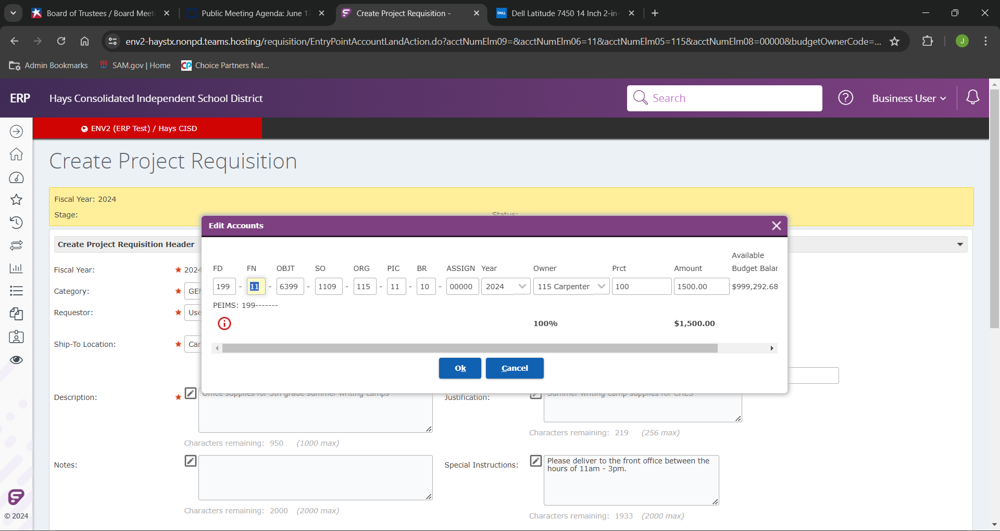 Board of Trustees / Board Meeti
Public Meeting Agenda: June 17
Create Project Requisition -
DELL
Dell Latitude 7450 14 Inch 2-in-
env2-haystx.nonpd.teams.hosting/requisition/EntryPointAccountLandAction.do?acctNumElm09=&acctNumElm06=11&acctNumElm05=115&acctNumElm08=00000&budgetOwnerCode=...
J
Admin Bookmarks
SAM.gov | Home
CP
Choice Partners Nat...
ERP
Hays Consolidated Independent School District
Search
?
Business User
ENV2 (ERP Test) / Hays CISD
Create Project Requisition
Fiscal Year: 2024
Stage:
Status:
Edit Accounts
Create Project Requisition Header
Available
FD FN OBJT SO ORG PIC BR ASSIGN Year Owner Prct Amount Budget Balar
Fiscal Year: 2024
199 - 11 - 6399 - 1109 - 115 - 11 - 10 - 00000 2024 115 Carpenter 100 1500.00 $999,292.68
Category: GE
PEIMS: 199-------
Requestor: Use
100% $1,500.00
Ship-To Location: Car
Ok Cancel
Description:
Office supplies for 5th grade summer writing camps
Justification:
Summer writing camp supplies for CHES
Characters remaining: 219 (256 max)
Characters remaining: 950 (1000 max)
Notes:
Special Instructions:
Please deliver to the front office between the
hours of 11am - 3pm.
Characters remaining: 2000 (2000 max)
Characters remaining: 1933 (2000 max)
© 2024